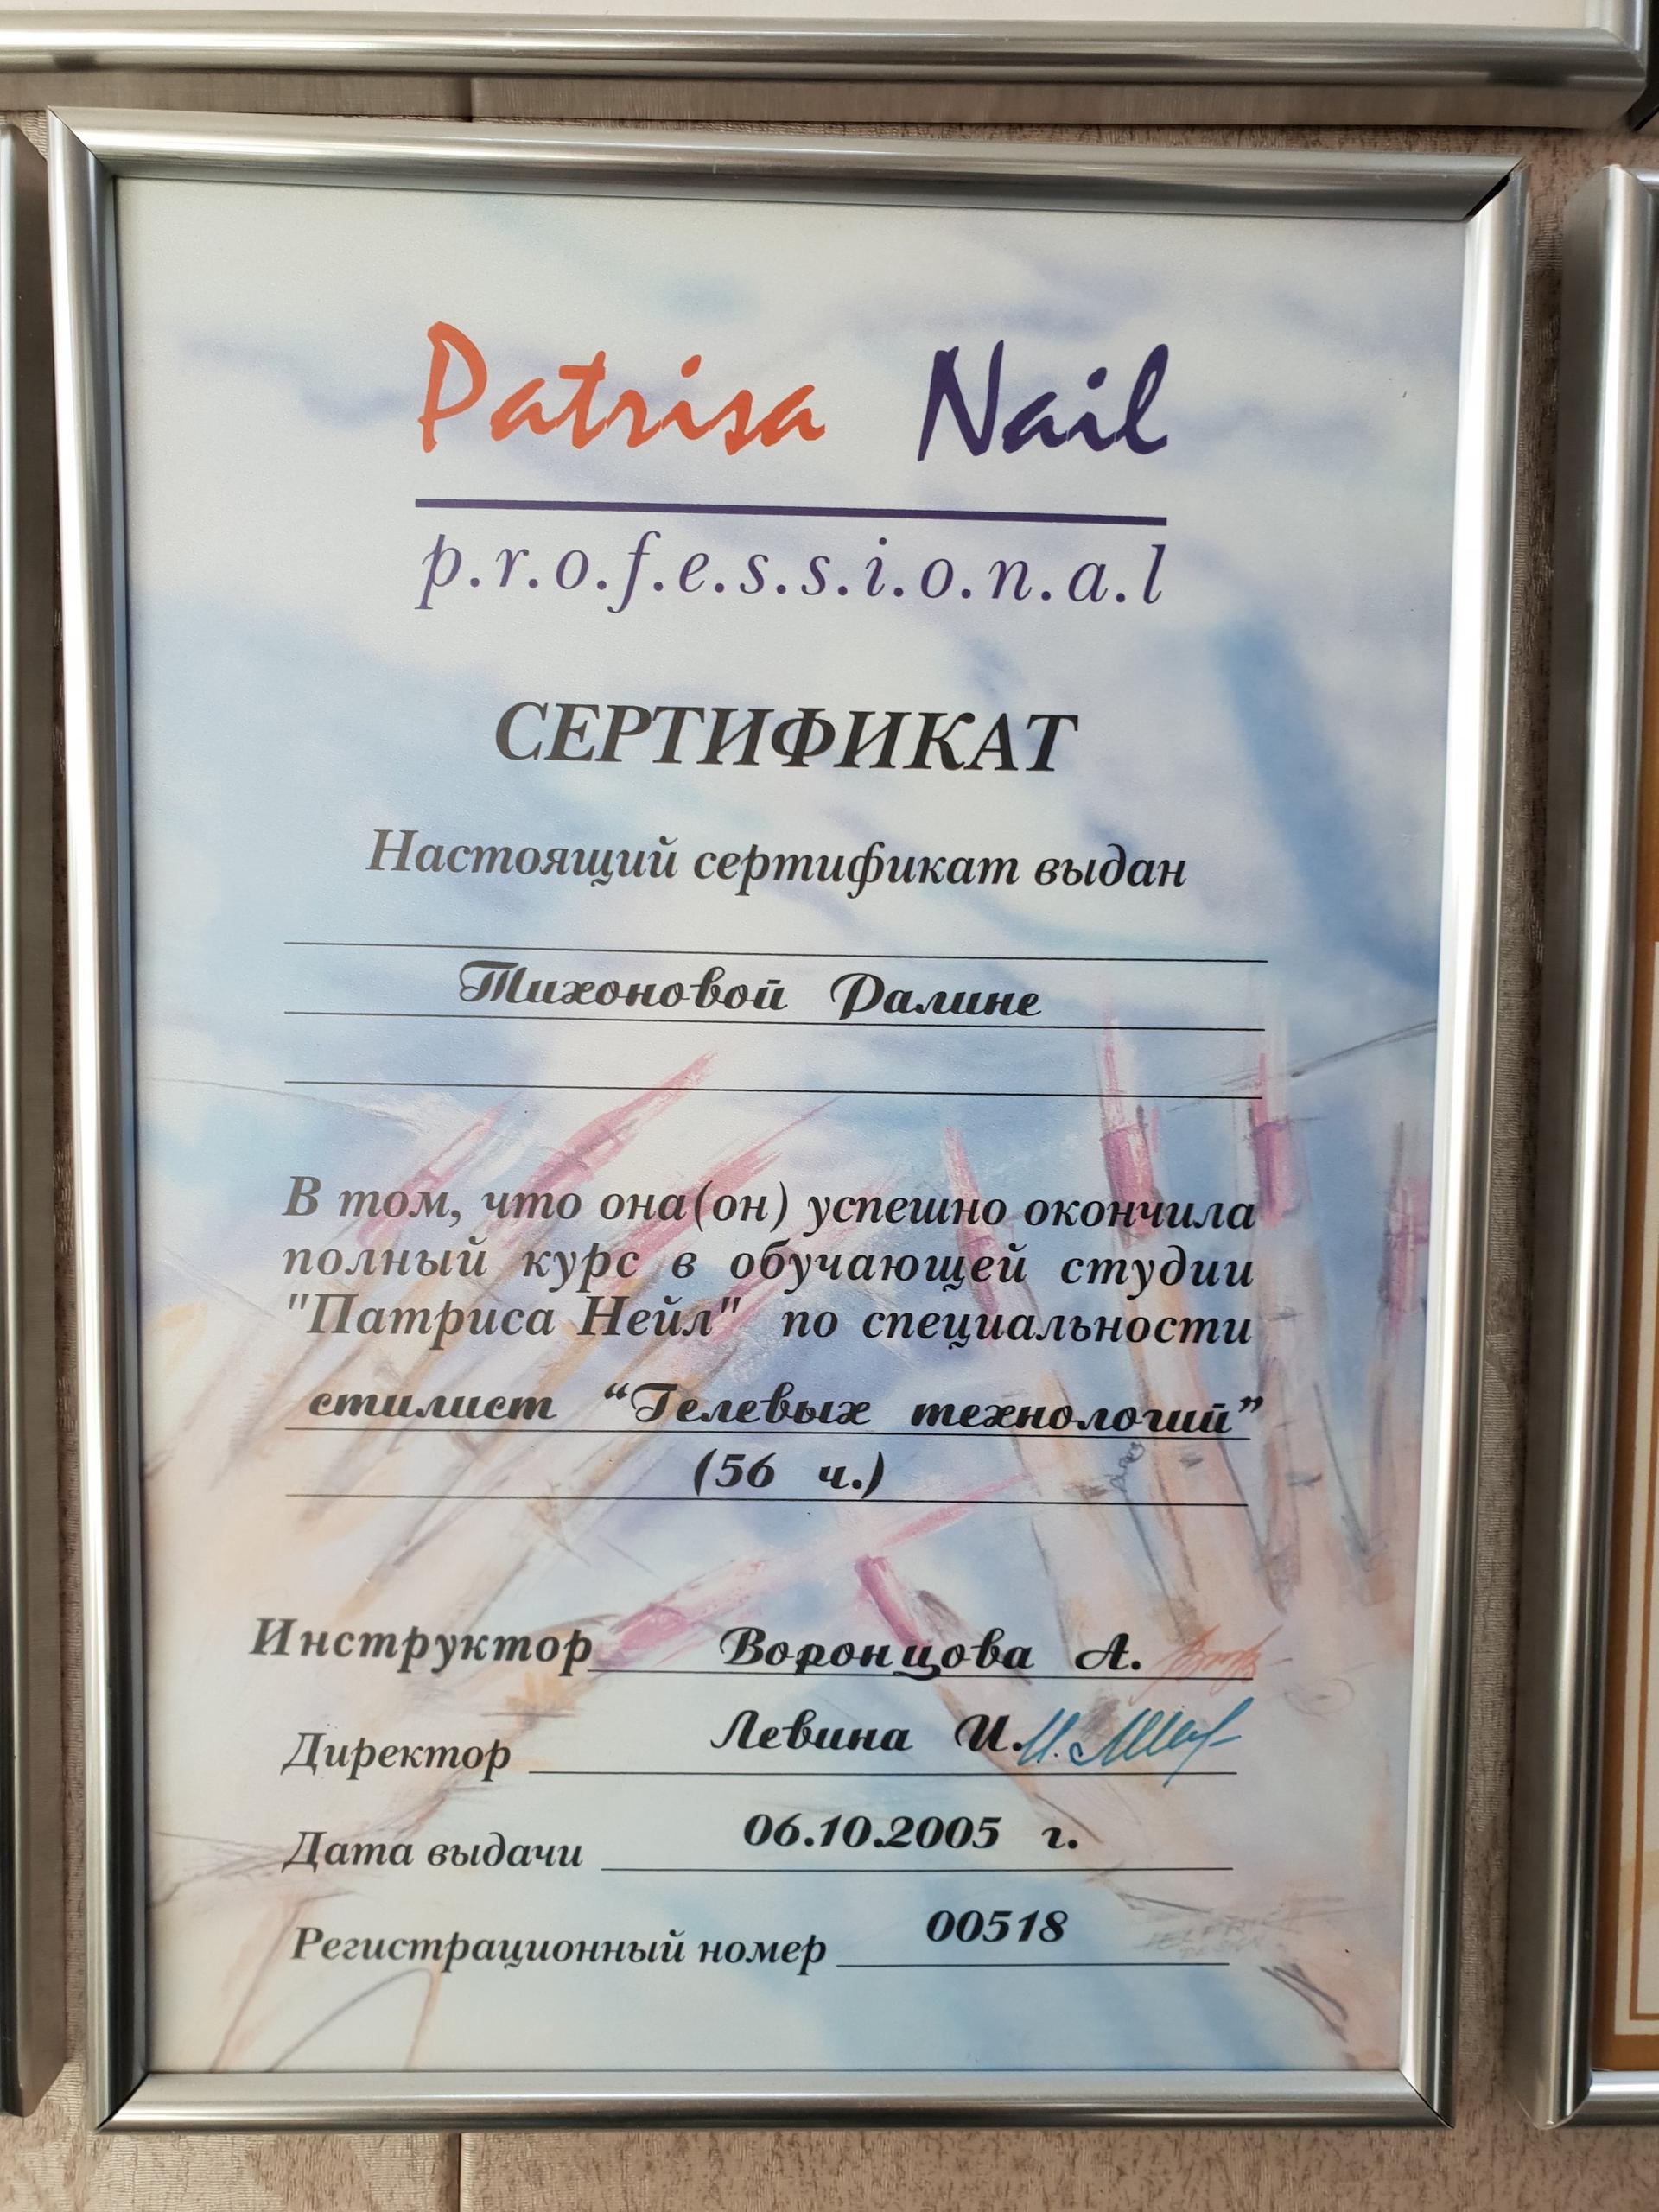 Patrisa Nail
p.r.o.f.e.s.s.i.o.n.a.l
СЕРТИФИКАТ
Настоящий сертификат выдан
Тихоновой Галине
В том, что она(он) успешно окончила
полный курс в обучающей студии
"Патриса Нейл" по специальности
стилист “Гелевых технологий”
(56 ч.)
Инструктор Воронцова А.
Директор Левина И.
Дата выдачи 06.10.2005 г.
Регистрационный номер 00518